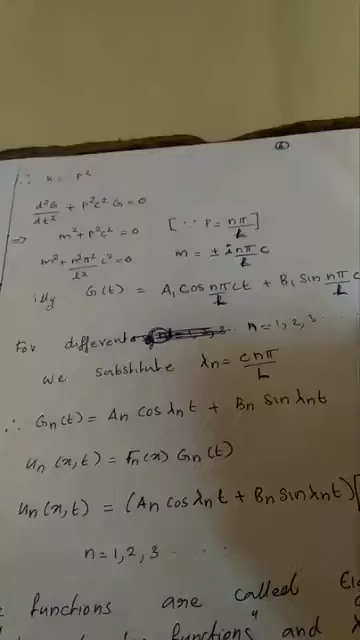 ∴ K = P²
d²G/dt² + p²c² G = 0
⇒ m² + p²c² = 0 [∵ P = nπ/L]
m² + n²π²/L² c² = 0 m = ± i nπ/L c
illy G(t) = A₁ cos nπ/L ct + B₁ sin nπ/L c
For different n = 1, 2, 3 . . .
we substitute λn = cnπ/L
∴ Gn(t) = An cos λn t + Bn sin λn t
un (x, t) = Fn(x) Gn(t)
un (x, t) = (An cos λn t + Bn sin λn t) [
n = 1, 2, 3 . . . .
functions are called
functions" and